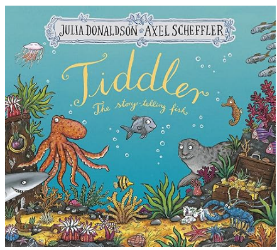 JULIA DONALDSON AXEL SCHEFFLER
Tiddler
The story-telling fish